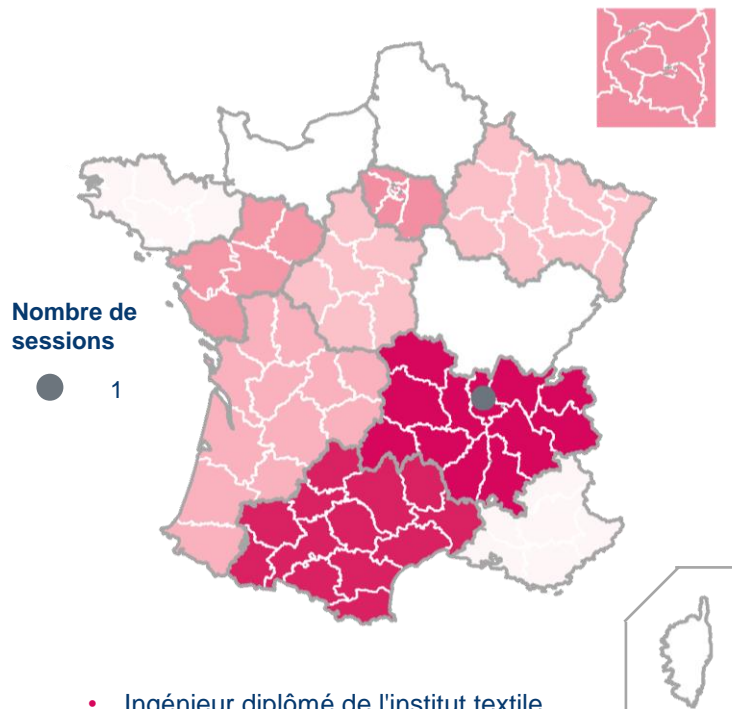 Nombre de
sessions
1
• Ingénieur diplômé de l'institut textile